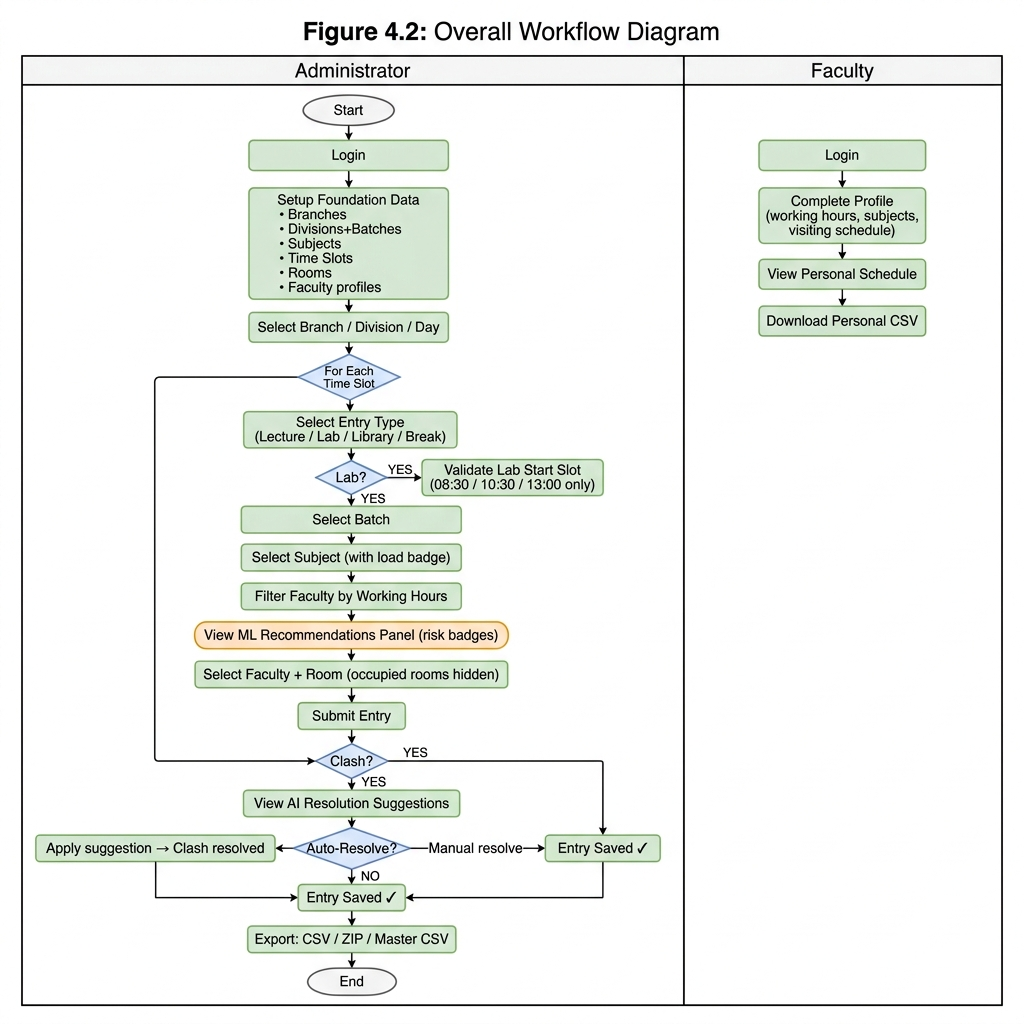 Figure 4.2: Overall Workflow Diagram
Administrator
Start
Login
Setup Foundation Data
• Branches
• Divisions+Batches
• Subjects
• Time Slots
• Rooms
• Faculty profiles
Select Branch / Division / Day
For Each
Time Slot
Select Entry Type
(Lecture / Lab / Library / Break)
Lab?
YES
Validate Lab Start Slot
(08:30 / 10:30 / 13:00 only)
YES
Select Batch
Select Subject (with load badge)
Filter Faculty by Working Hours
View ML Recommendations Panel (risk badges)
Select Faculty + Room (occupied rooms hidden)
Submit Entry
Clash?
YES
YES
View AI Resolution Suggestions
Apply suggestion → Clash resolved
Auto-Resolve?
Manual resolve
Entry Saved ✓
NO
Entry Saved ✓
Export: CSV / ZIP / Master CSV
End
Faculty
Login
Complete Profile
(working hours, subjects,
visiting schedule)
View Personal Schedule
Download Personal CSV